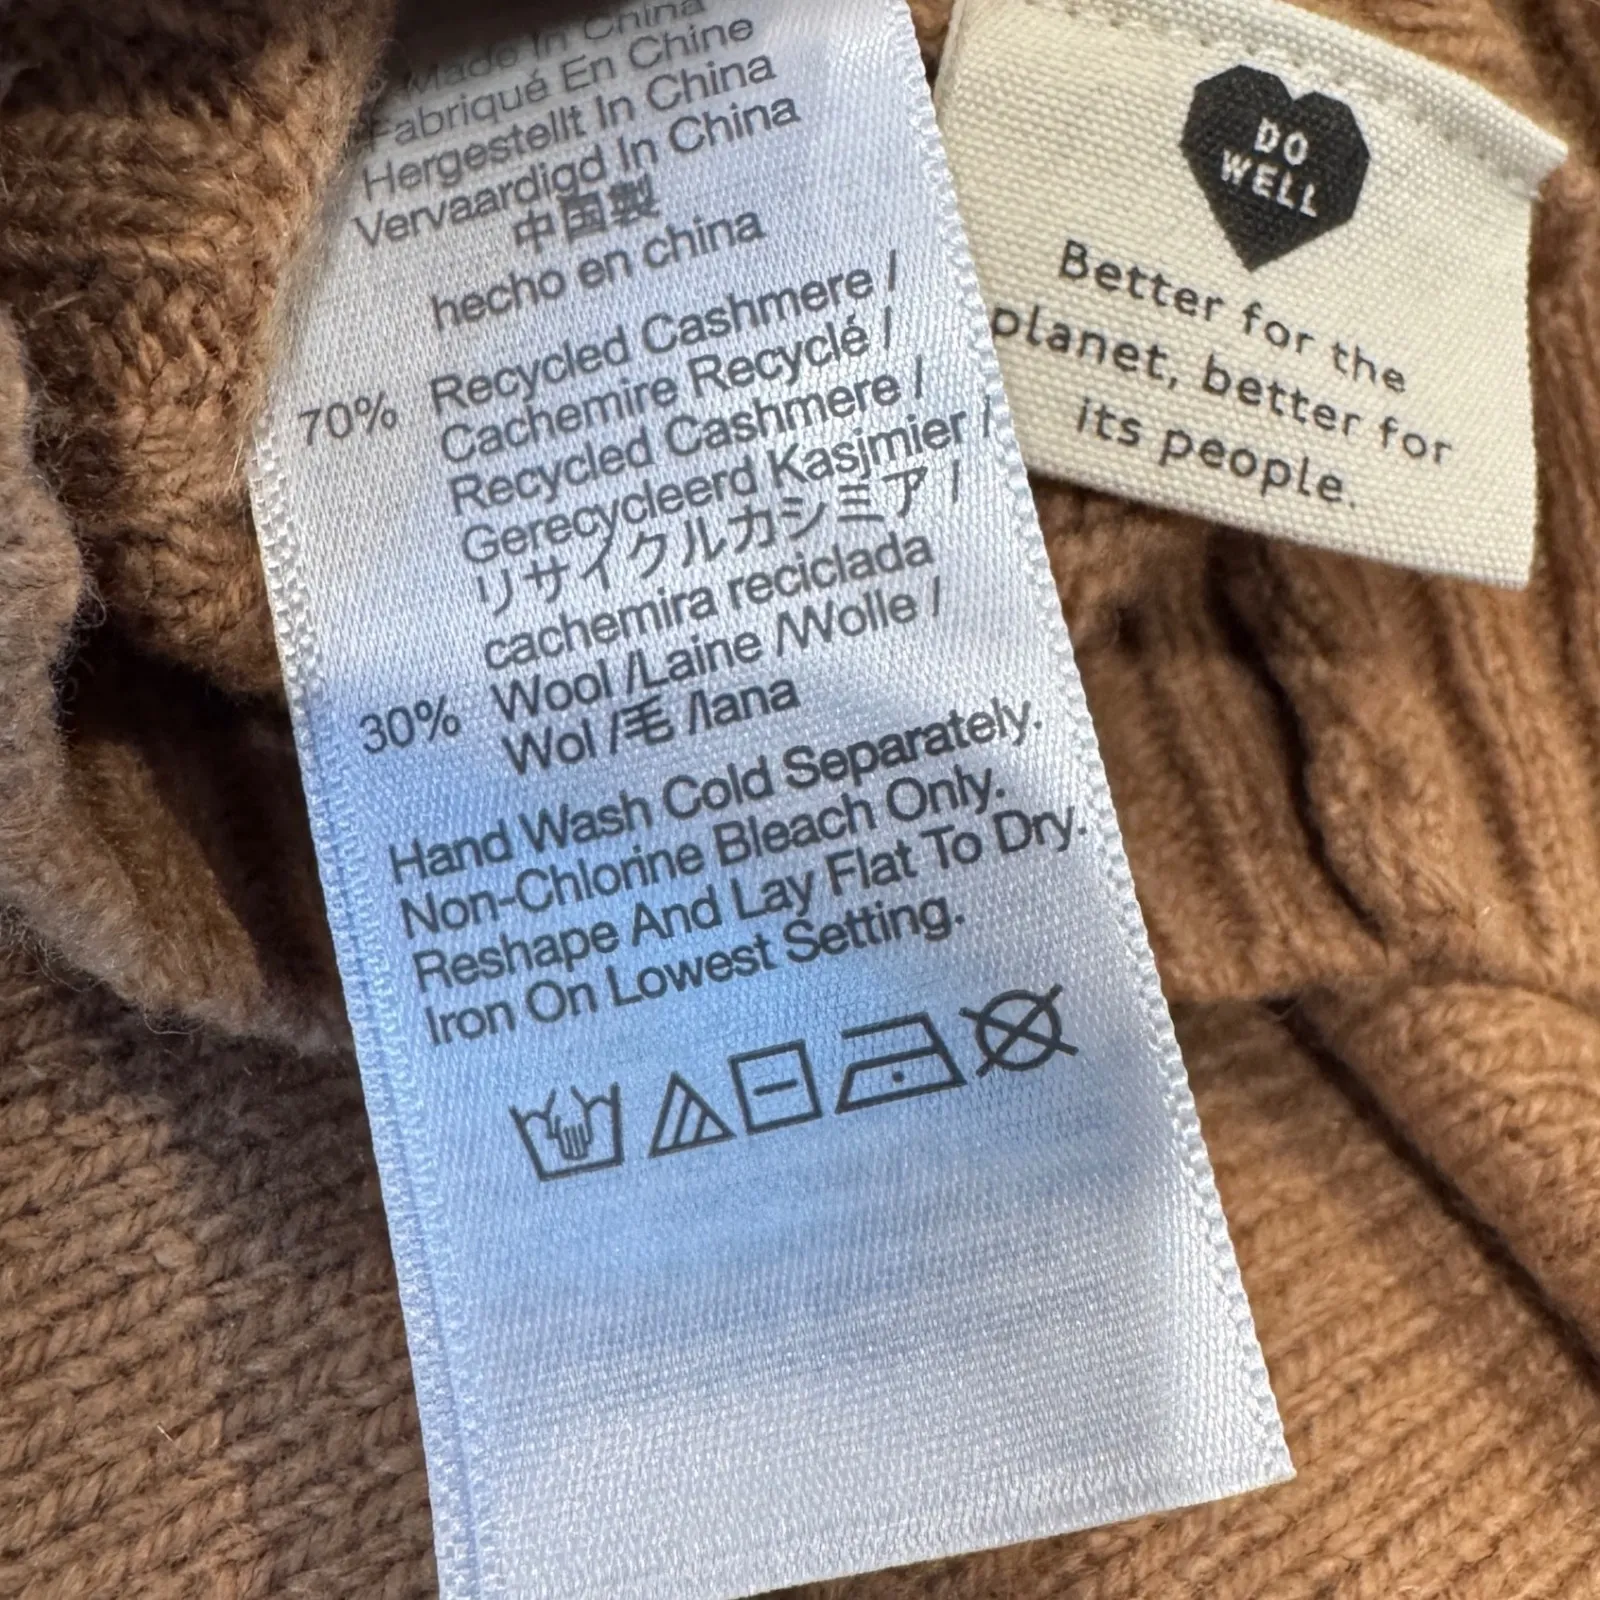 Made In China
Fabriqué En Chine
Hergestellt In China
Vervaardigd In China
中国製
hecho en china
70% Recycled Cashmere /
Cachemire Recyclé /
Recycled Cashmere /
Gerecycleerd Kasjmier /
リサイクルカシミア /
cachemira reciclada
30% Wool /Laine /Wolle /
Wol /毛 /lana
Hand Wash Cold Separately.
Non-Chlorine Bleach Only.
Reshape And Lay Flat To Dry.
Iron On Lowest Setting.
DO
WELL
Better for the
planet, better for
its people.